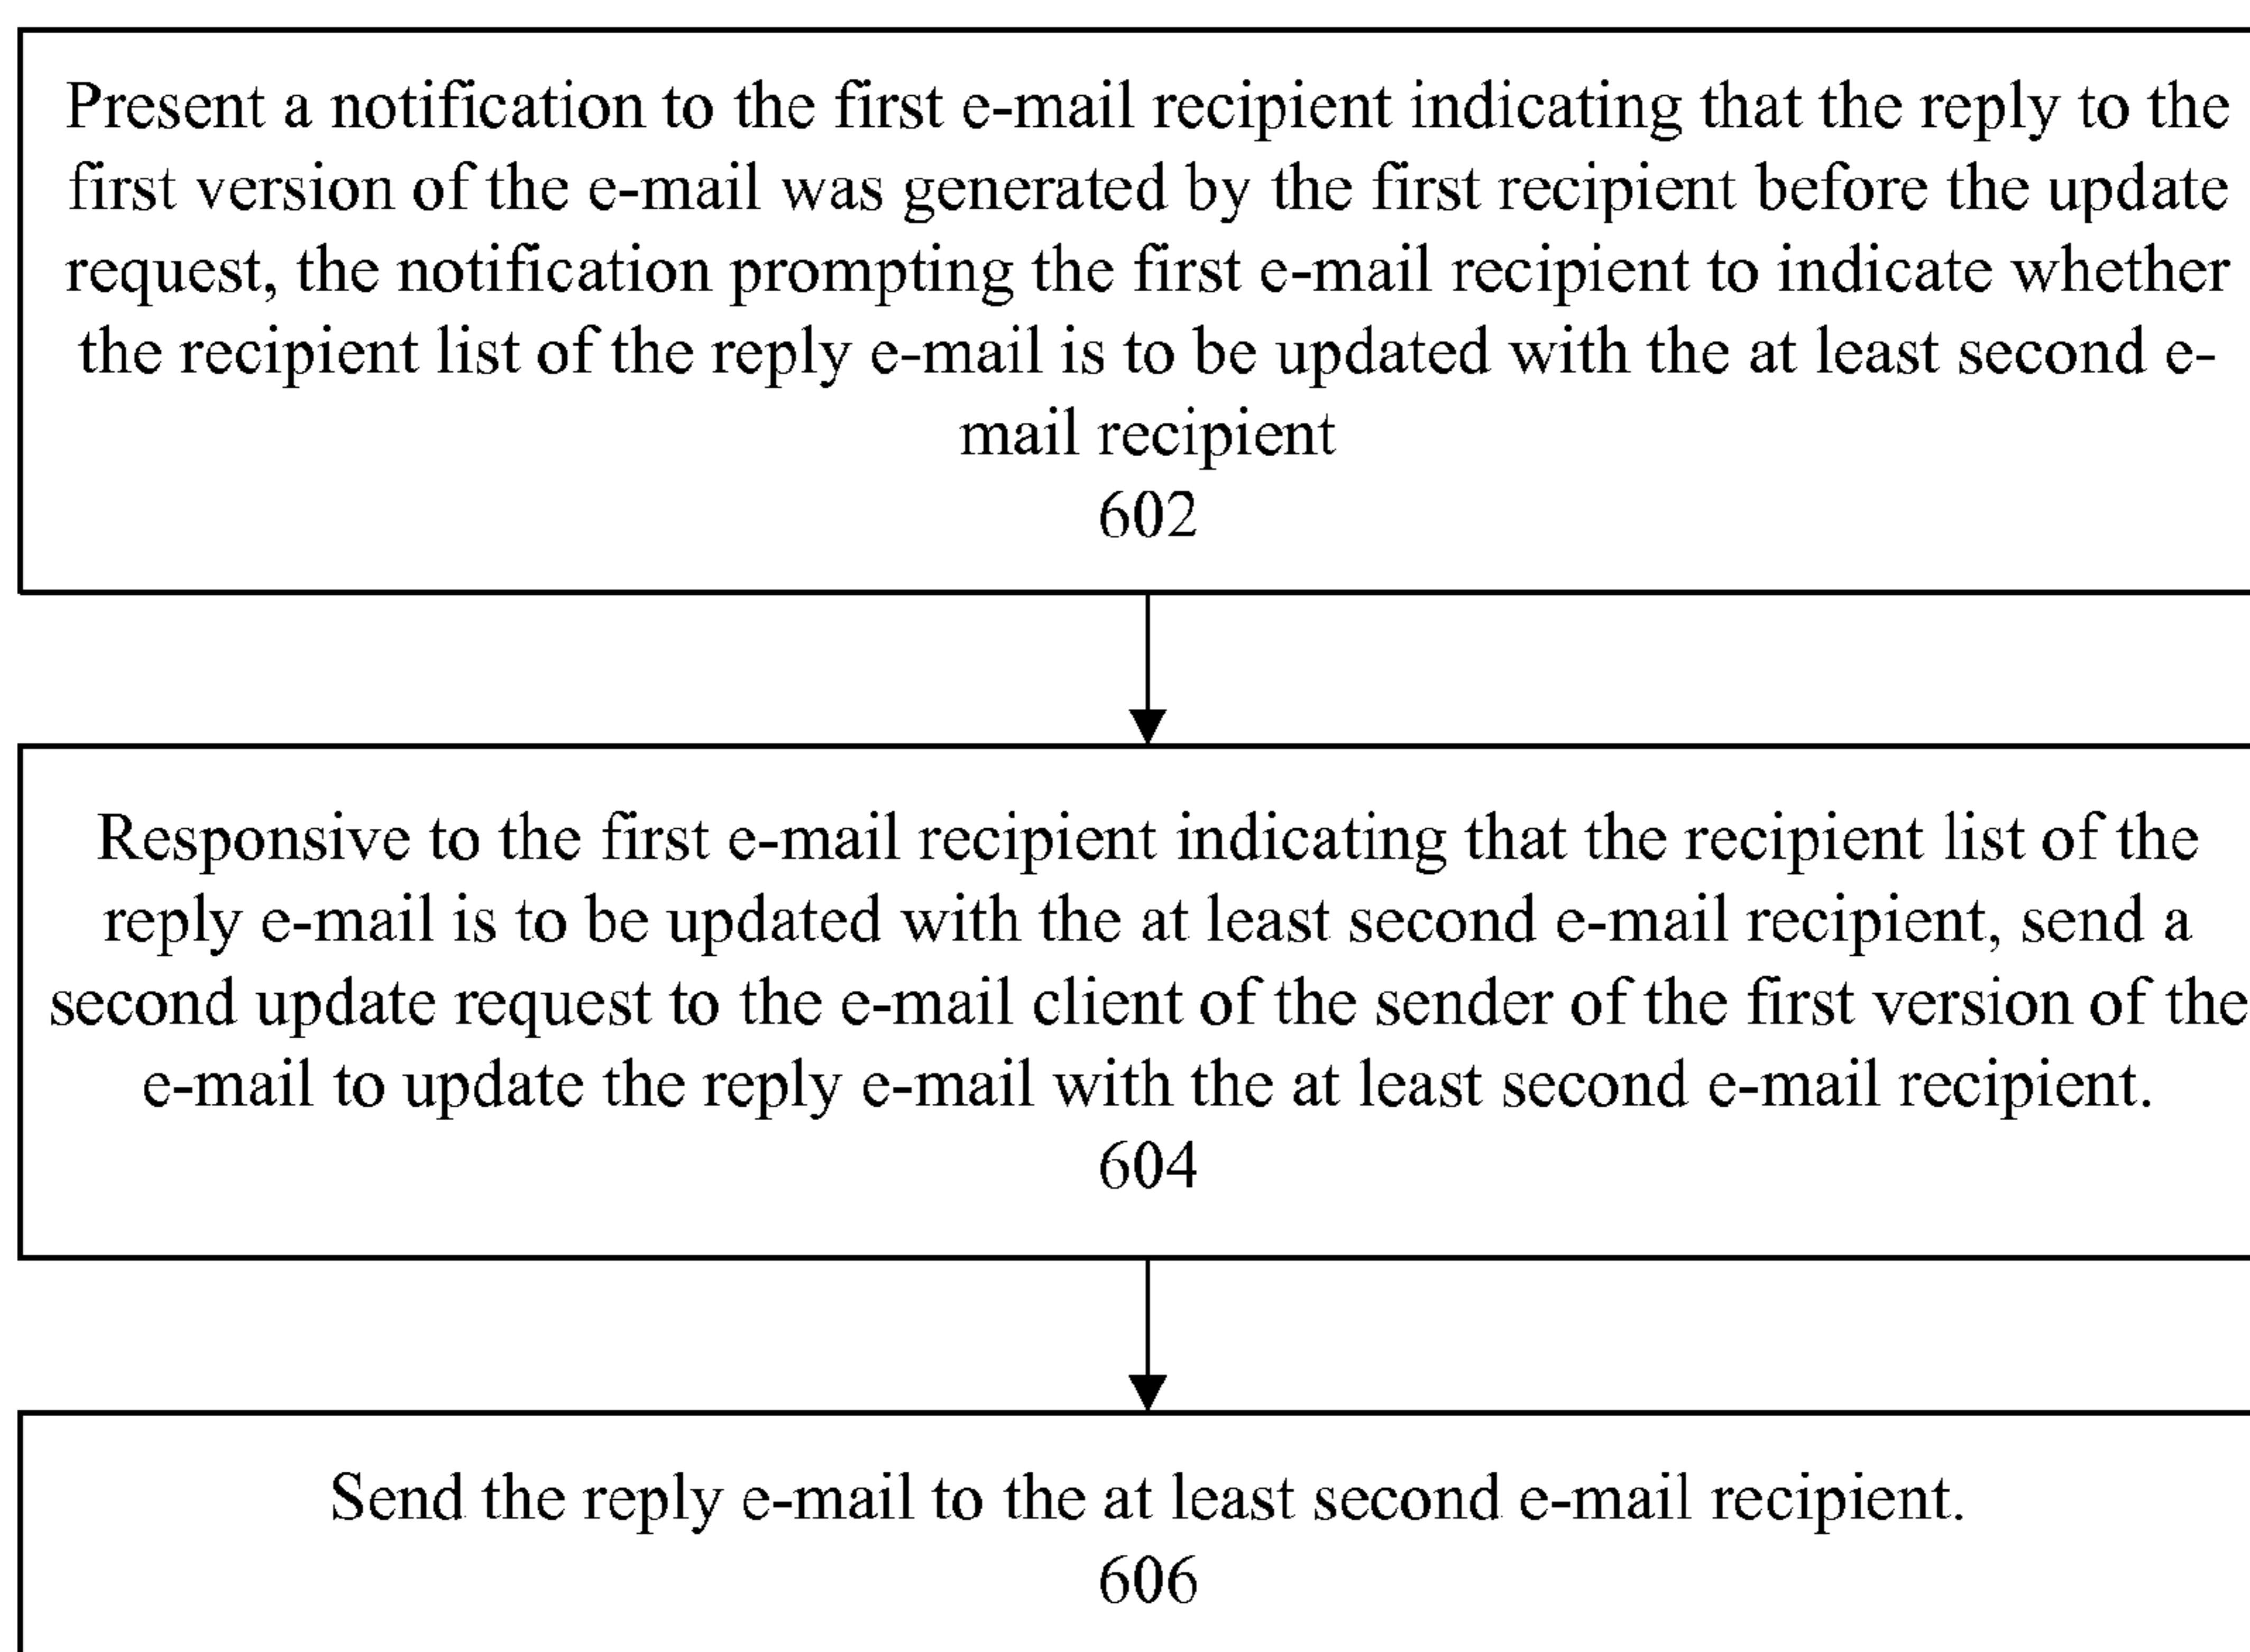 Present a notification to the first e-mail recipient indicating that the reply to the
first version of the e-mail was generated by the first recipient before the update
request, the notification prompting the first e-mail recipient to indicate whether
the recipient list of the reply e-mail is to be updated with the at least second e-
mail recipient
602
Responsive to the first e-mail recipient indicating that the recipient list of the
reply e-mail is to be updated with the at least second e-mail recipient, send a
second update request to the e-mail client of the sender of the first version of the
e-mail to update the reply e-mail with the at least second e-mail recipient.
604
Send the reply e-mail to the at least second e-mail recipient.
606